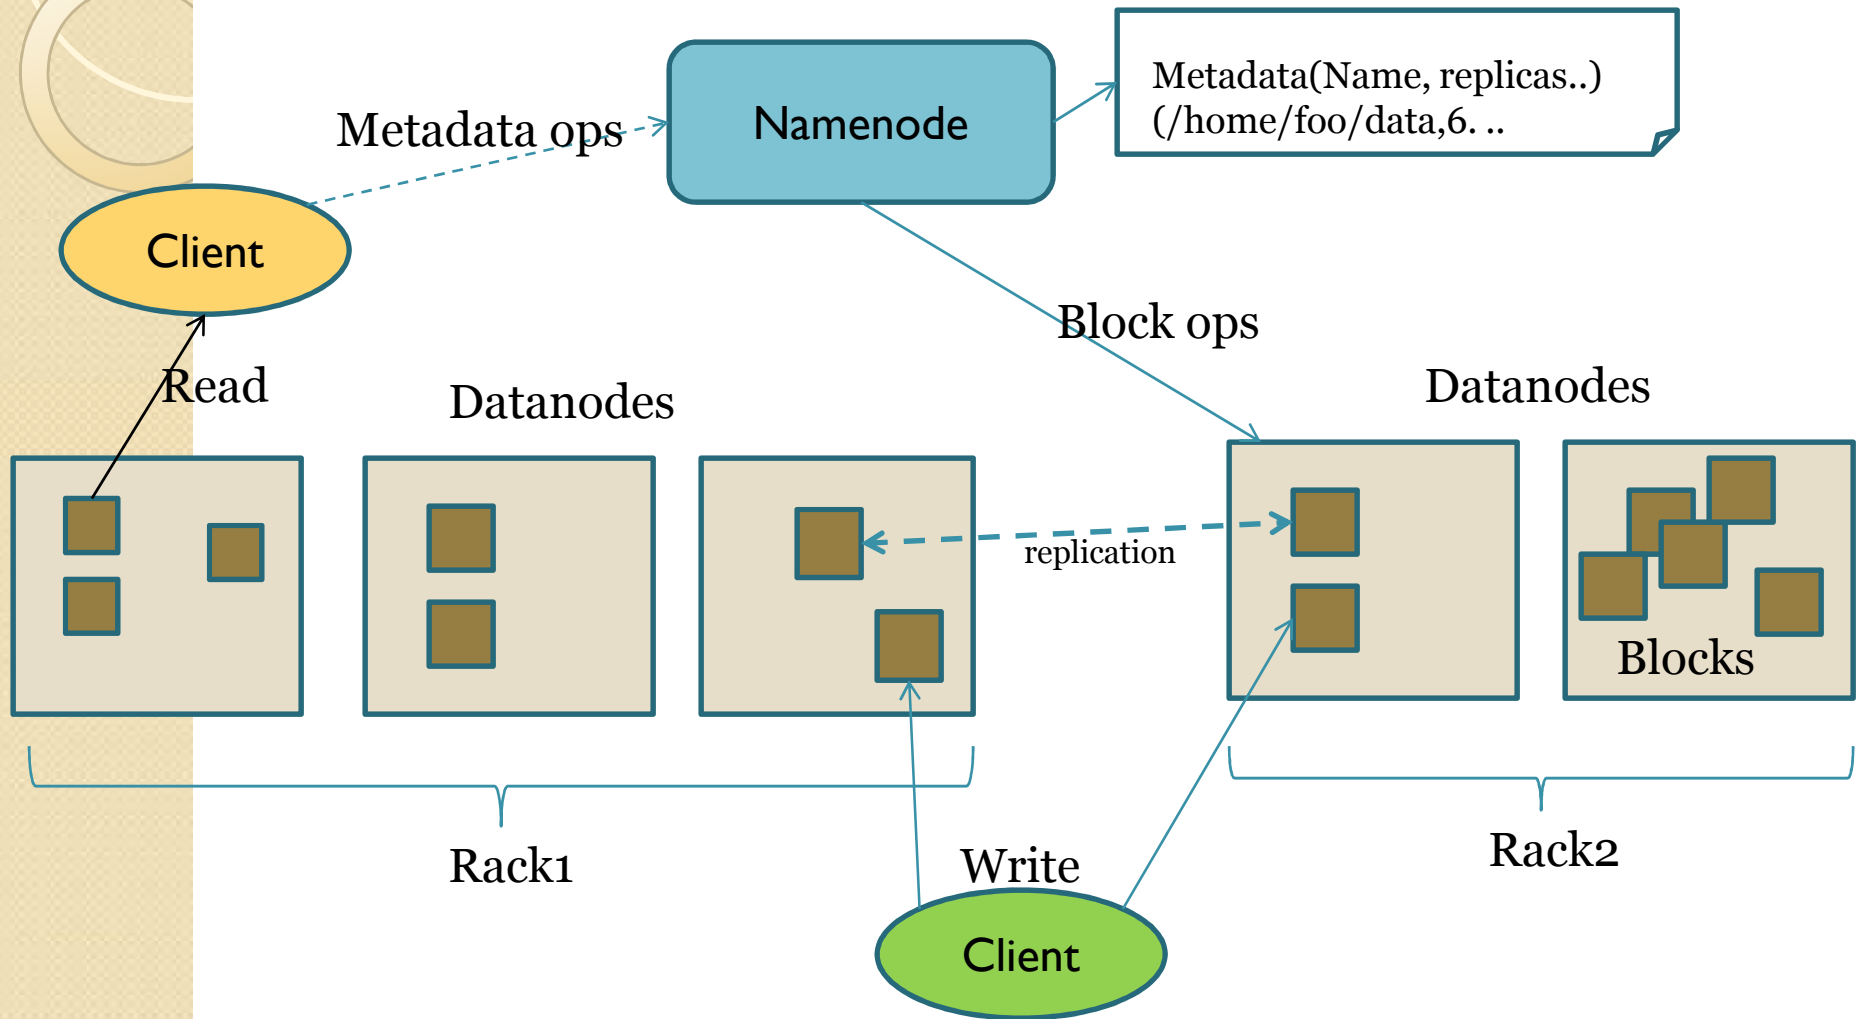 Metadata(Name, replicas..)
(/home/foo/data,6. ..
Namenode
Metadata ops
Client
Block ops
Read
Datanodes
Datanodes
replication
Blocks
Rack1
Write
Rack2
Client